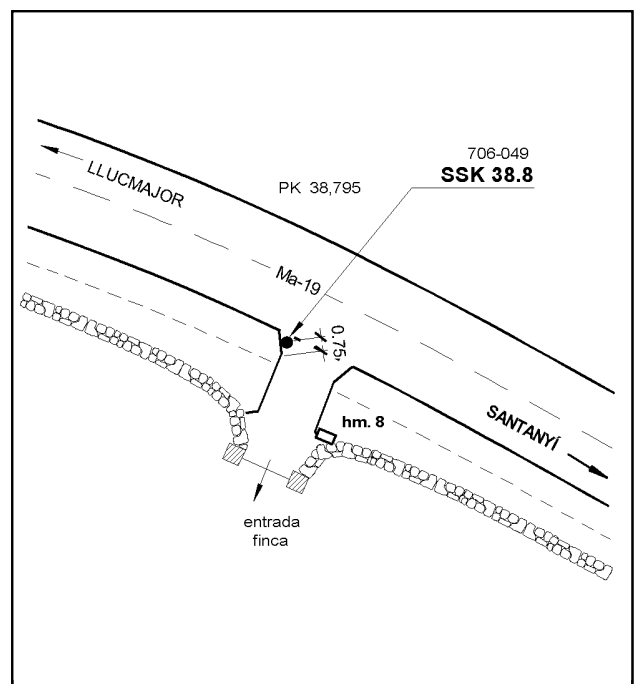 706-049
SSK 38.8
LLUCMAJOR
PK 38,795
Ma-19
0.75
SANTANYÍ
hm. 8
entrada
finca